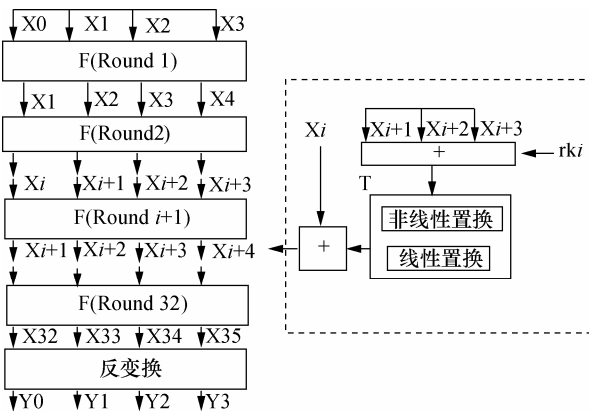 X0 X1 X2 X3
F(Round 1)
X1 X2 X3 X4
F(Round2)
Xi Xi+1 Xi+2 Xi+3
F(Round i+1)
Xi+1 Xi+2 Xi+3 Xi+4
F(Round 32)
X32 X33 X34 X35
反变换
Y0 Y1 Y2 Y3
Xi
Xi+1 Xi+2 Xi+3
+
rki
T
非线性置换
线性置换
+